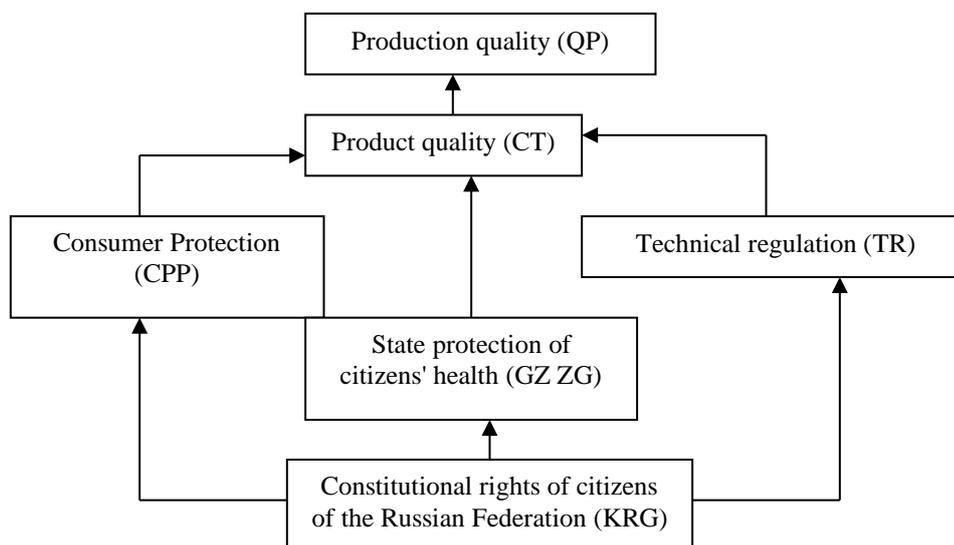 Production quality (QP)
Product quality (CT)
Consumer Protection
(CPP)
Technical regulation (TR)
State protection of
citizens' health (GZ ZG)
Constitutional rights of citizens
of the Russian Federation (KRG)